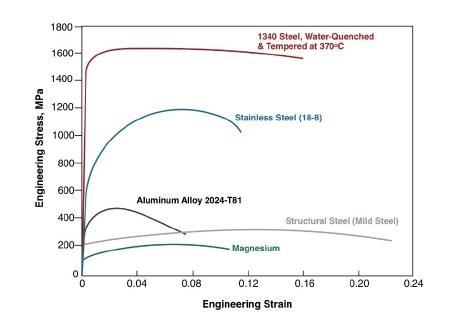 1340 Steel, Water-Quenched
& Tempered at 370ºC
Stainless Steel (18-8)
Aluminum Alloy 2024-T81
Structural Steel (Mild Steel)
Magnesium
Engineering Stress, MPa
1800
1600
1400
1200
1000
800
600
400
200
0
0.04
0.08
0.12
0.16
0.20
0.24
Engineering Strain